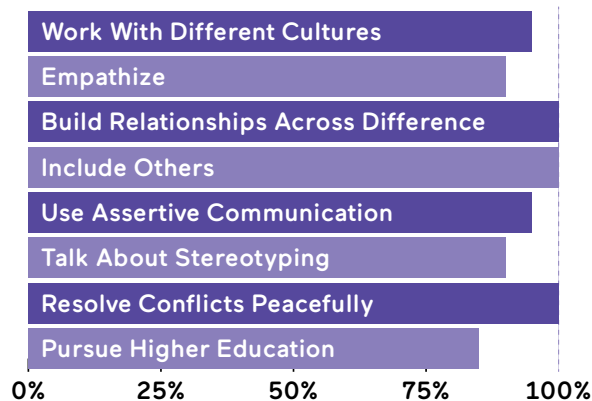 Work With Different Cultures
Empathize
Build Relationships Across Difference
Include Others
Use Assertive Communication
Talk About Stereotyping
Resolve Conflicts Peacefully
Pursue Higher Education
0% 25% 50% 75% 100%